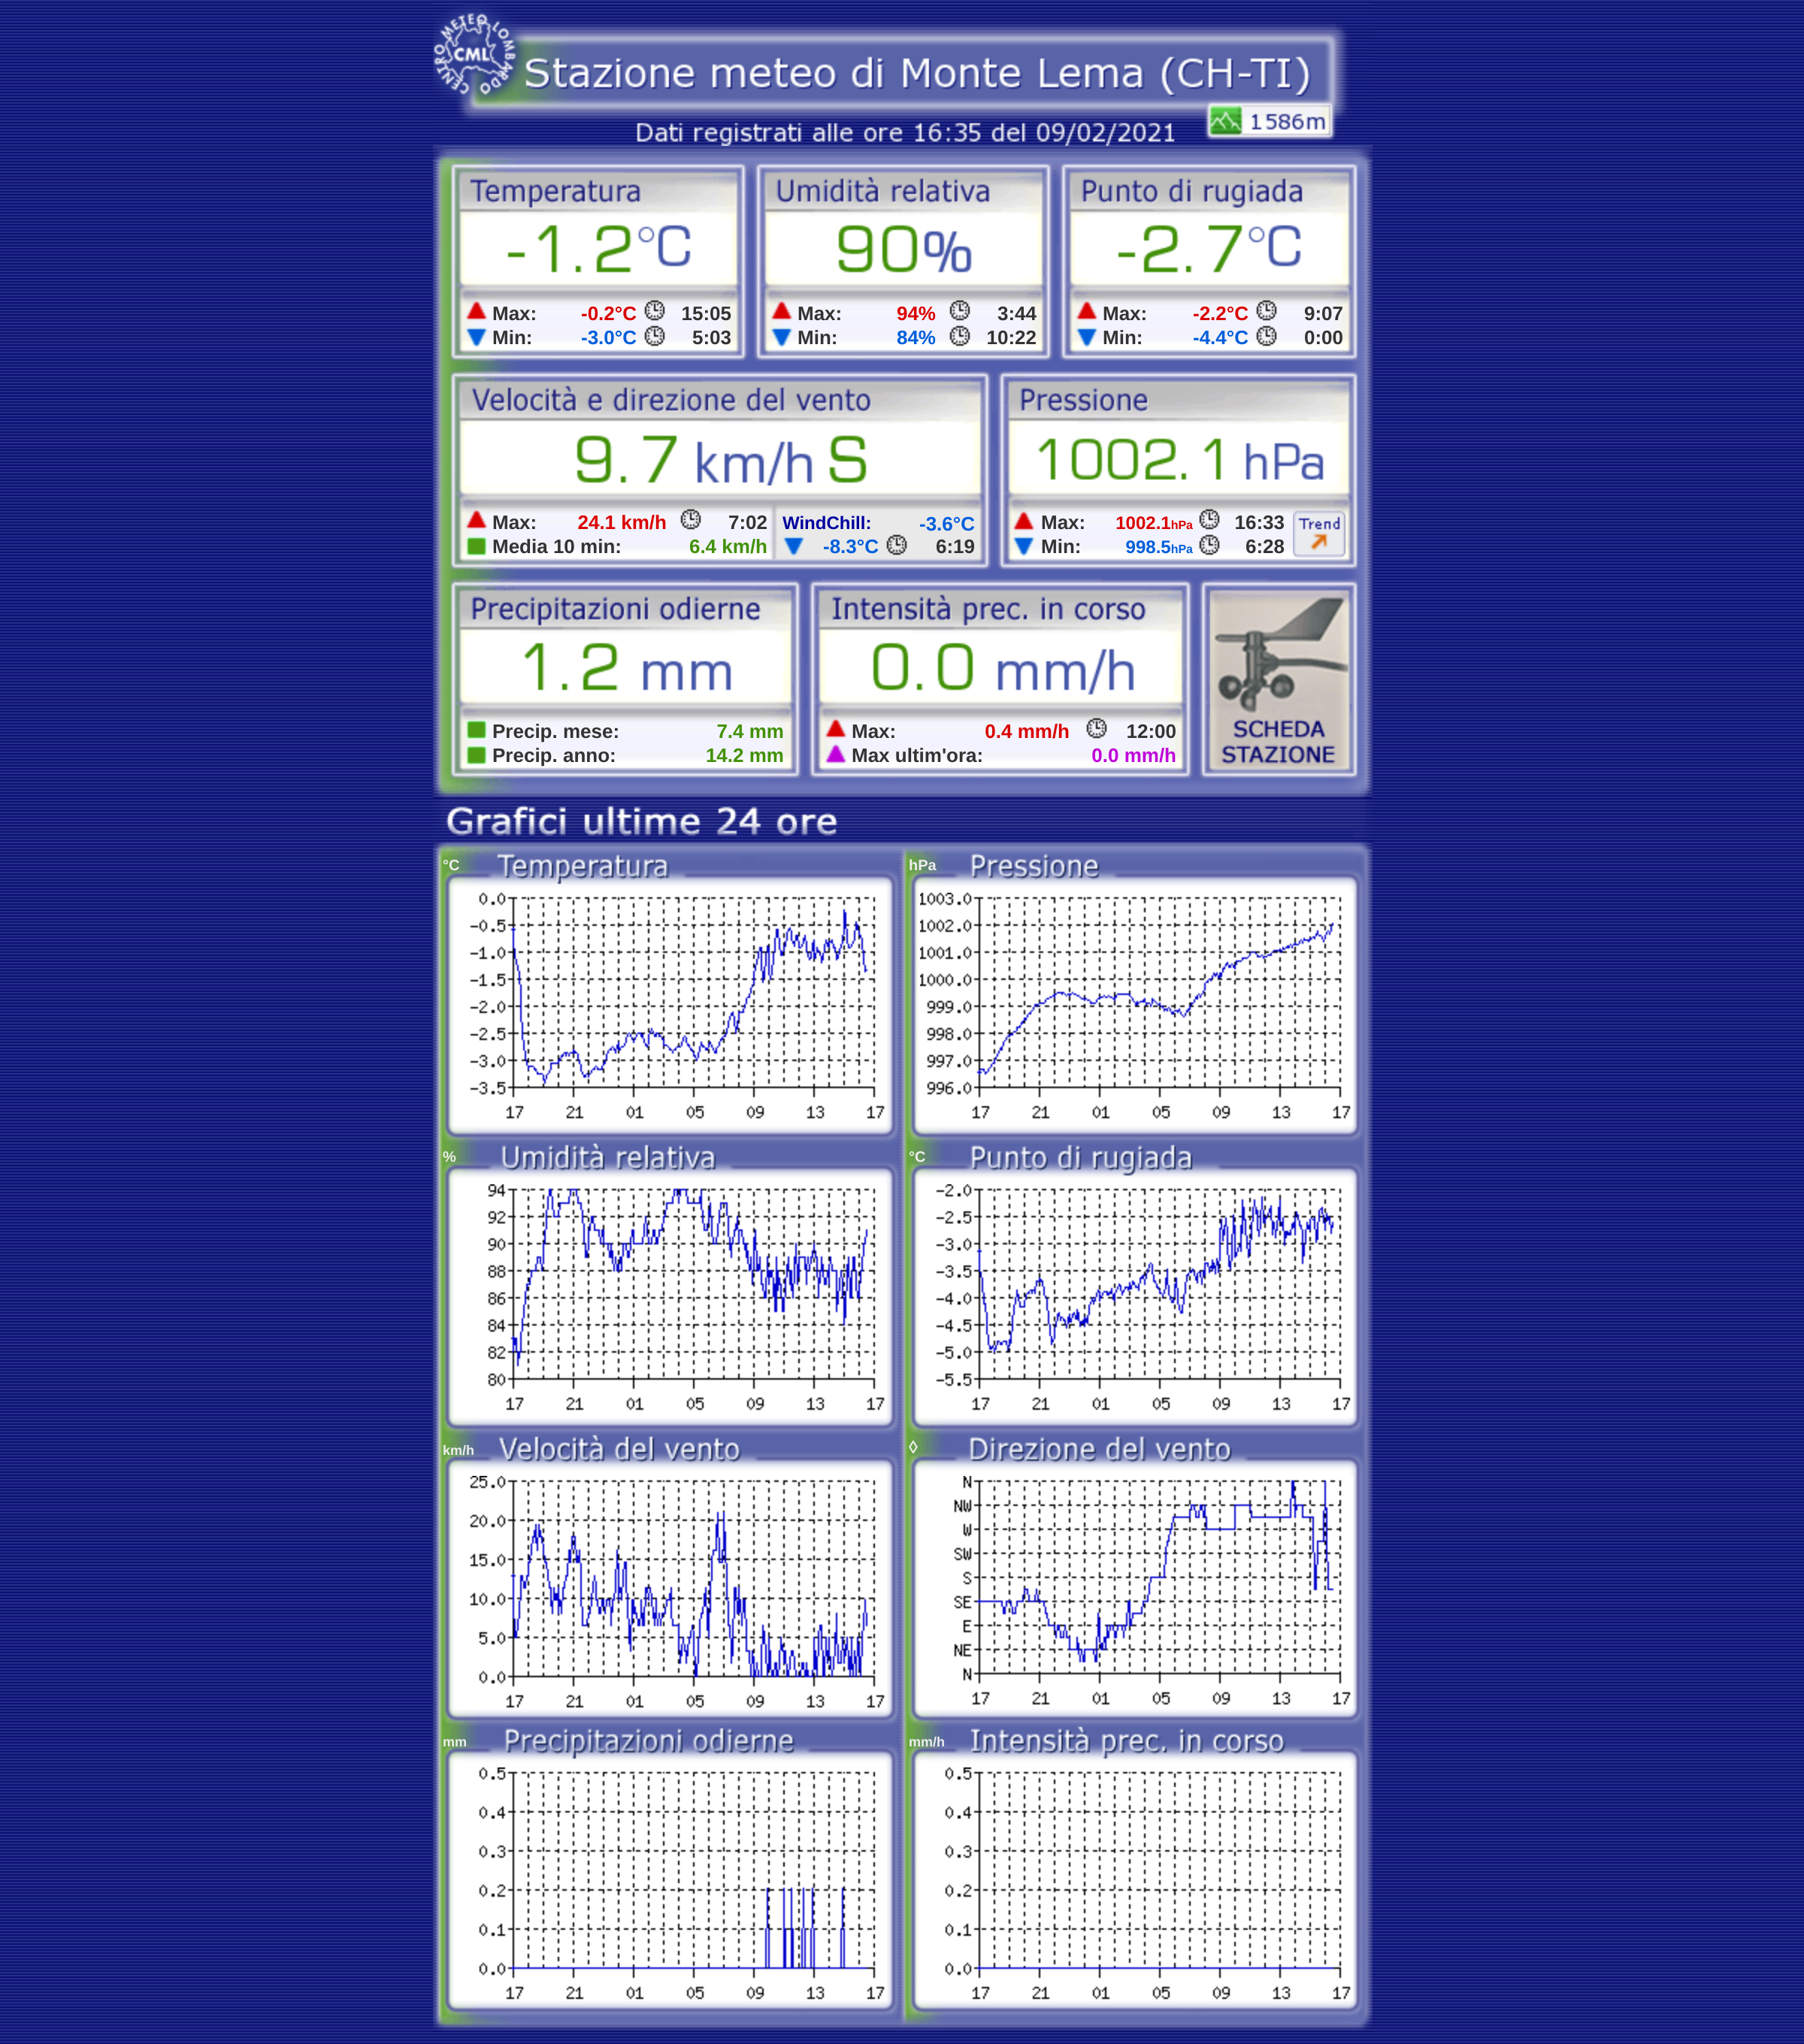 CENTRO METEO LOMBARDO
CML
Stazione meteo di Monte Lema (CH-TI)
1586m
Dati registrati alle ore 16:35 del 09/02/2021
Temperatura
-1.2°C
Max: -0.2°C 15:05
Min: -3.0°C 5:03
Umidità relativa
90%
Max: 94% 3:44
Min: 84% 10:22
Punto di rugiada
-2.7°C
Max: -2.2°C 9:07
Min: -4.4°C 0:00
Velocità e direzione del vento
9.7 km/h S
Max: 24.1 km/h 7:02
Media 10 min: 6.4 km/h
WindChill: -3.6°C
-8.3°C 6:19
Pressione
1002.1 hPa
Max: 1002.1hPa 16:33
Min: 998.5hPa 6:28
Trend
Precipitazioni odierne
1.2 mm
Precip. mese: 7.4 mm
Precip. anno: 14.2 mm
Intensità prec. in corso
0.0 mm/h
Max: 0.4 mm/h 12:00
Max ultim'ora: 0.0 mm/h
SCHEDA
STAZIONE
Grafici ultime 24 ore
°C Temperatura
0.0
-0.5
-1.0
-1.5
-2.0
-2.5
-3.0
-3.5
17 21 01 05 09 13 17
hPa Pressione
1003.0
1002.0
1001.0
1000.0
999.0
998.0
997.0
996.0
17 21 01 05 09 13 17
% Umidità relativa
94
92
90
88
86
84
82
80
17 21 01 05 09 13 17
°C Punto di rugiada
-2.0
-2.5
-3.0
-3.5
-4.0
-4.5
-5.0
-5.5
17 21 01 05 09 13 17
km/h Velocità del vento
25.0
20.0
15.0
10.0
5.0
0.0
17 21 01 05 09 13 17
◊ Direzione del vento
N
NW
W
SW
S
SE
E
NE
N
17 21 01 05 09 13 17
mm Precipitazioni odierne
0.5
0.4
0.3
0.2
0.1
0.0
17 21 01 05 09 13 17
mm/h Intensità prec. in corso
0.5
0.4
0.3
0.2
0.1
0.0
17 21 01 05 09 13 17